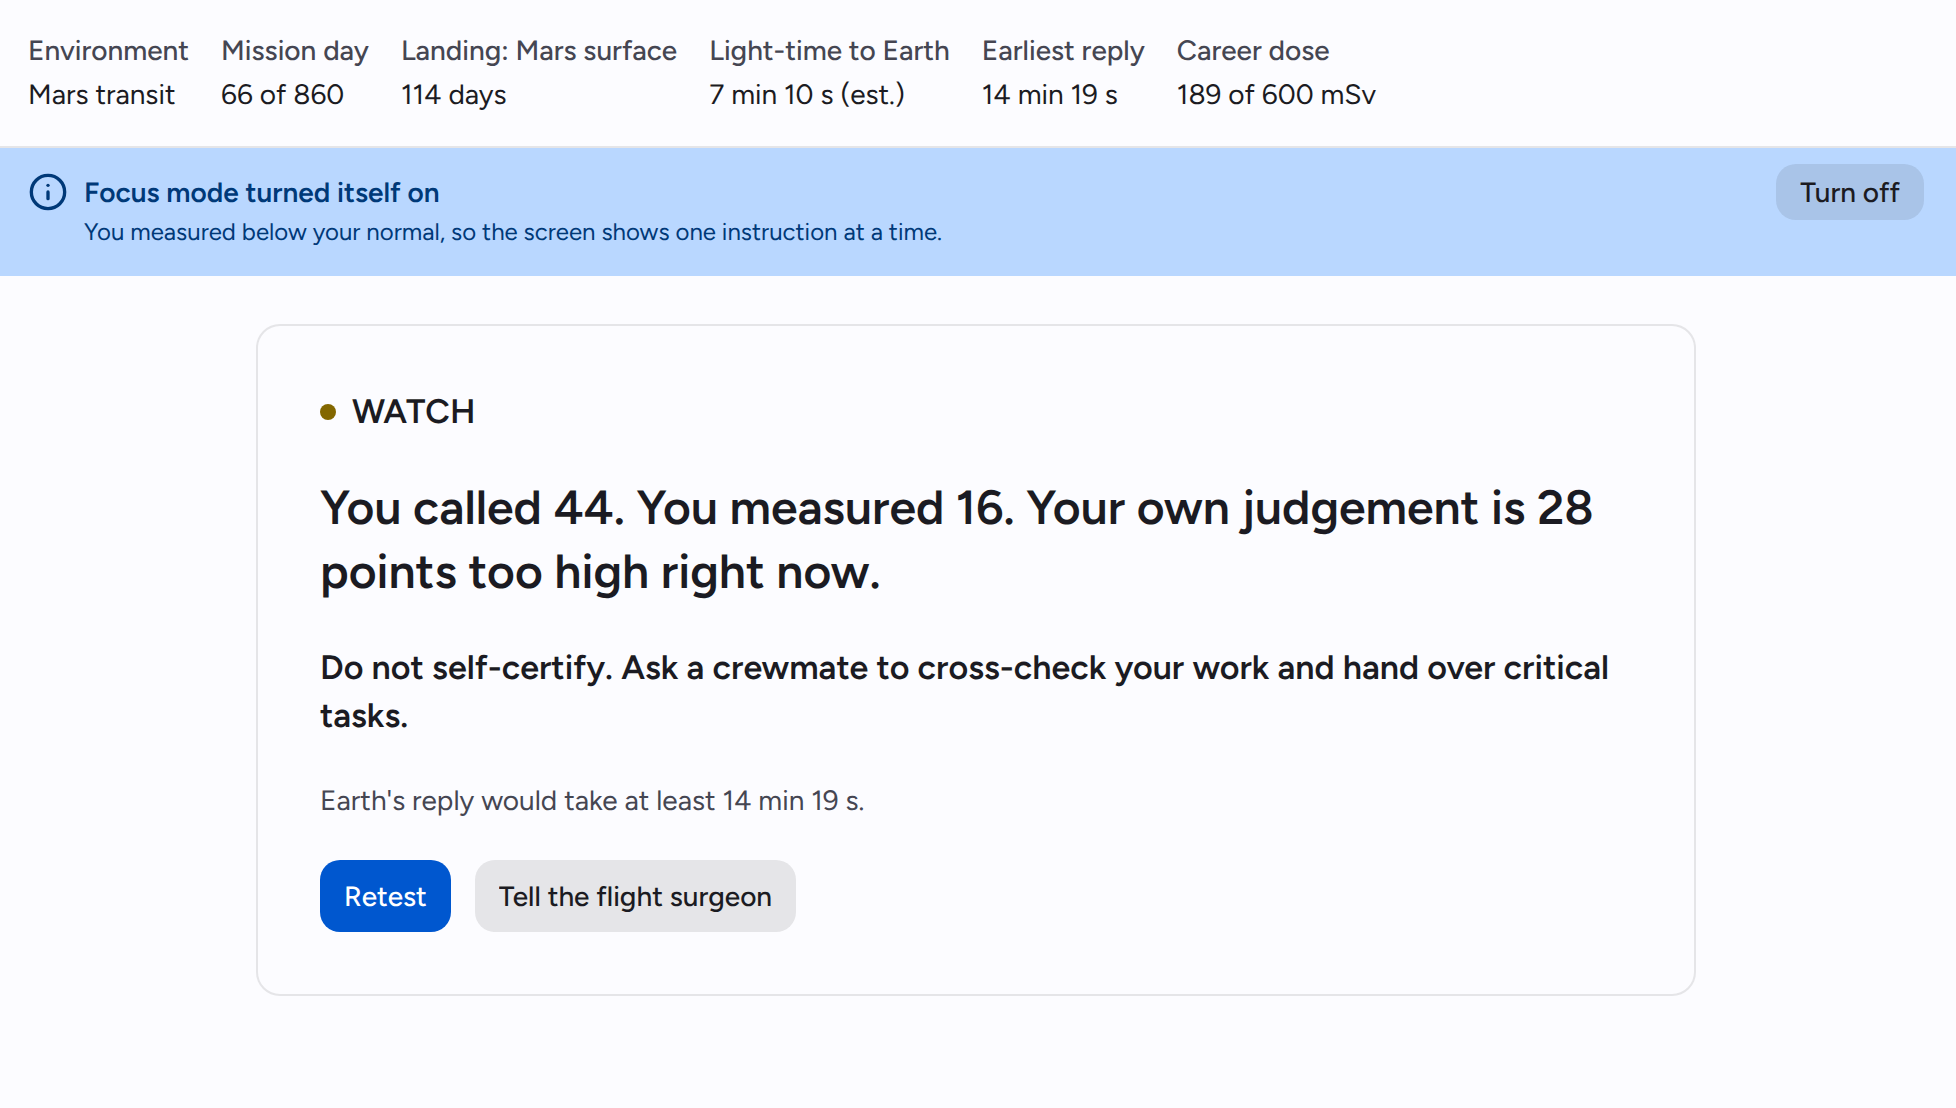 Environment Mission day Landing: Mars surface Light-time to Earth Earliest reply Career dose
Mars transit 66 of 860 114 days 7 min 10 s (est.) 14 min 19 s 189 of 600 mSv
Focus mode turned itself on
Turn off
You measured below your normal, so the screen shows one instruction at a time.
WATCH
You called 44. You measured 16. Your own judgement is 28
points too high right now.
Do not self-certify. Ask a crewmate to cross-check your work and hand over critical
tasks.
Earth's reply would take at least 14 min 19 s.
Retest Tell the flight surgeon